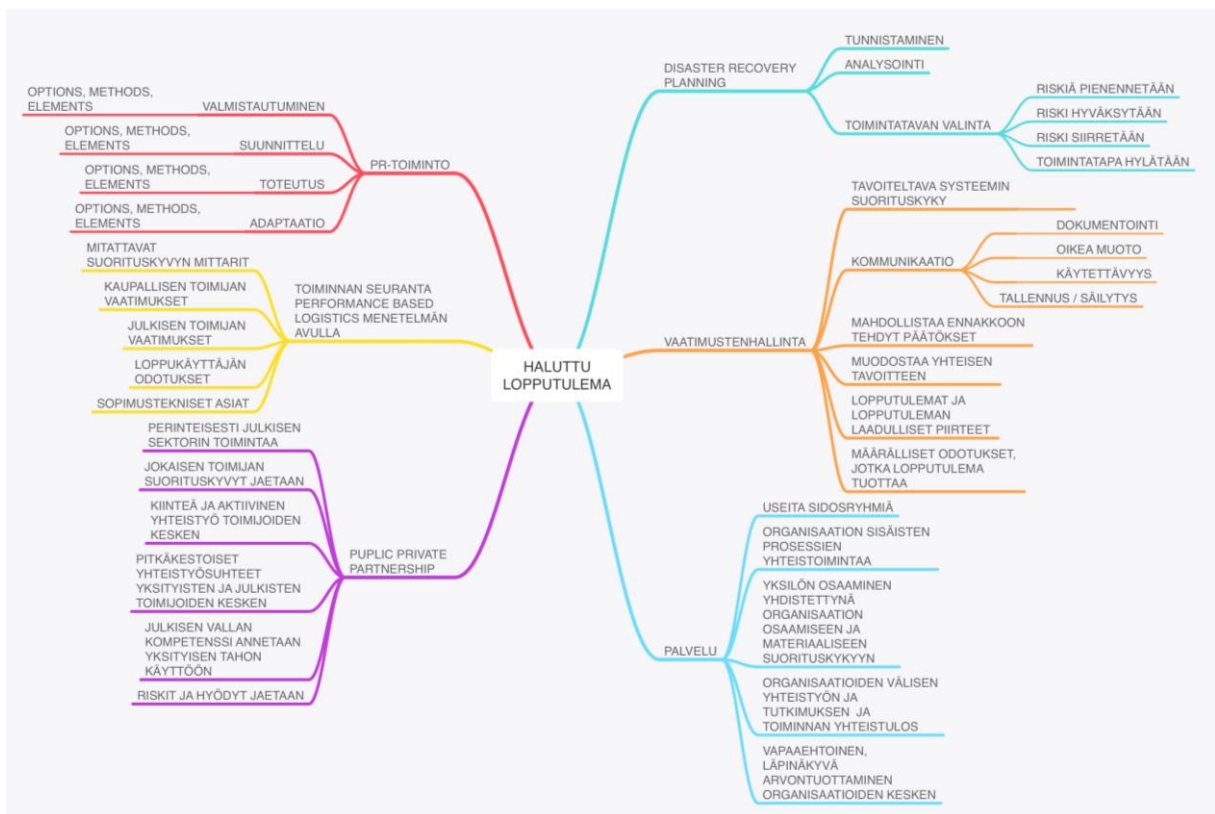 HALUTTU
LOPPUTULEMA
DISASTER RECOVERY
PLANNING
TUNNISTAMINEN
ANALYSOINTI
TOIMINTATAVAN VALINTA
RISKIÄ PIENENNETÄÄN
RISKI HYVÄKSYTÄÄN
RISKI SIIRRETÄÄN
TOIMINTATAPA HYLÄTÄÄN
VAATIMUSTENHALLINTA
TAVOITELTAVA SYSTEEMIN
SUORITUSKYKY
KOMMUNIKAATIO
DOKUMENTOINTI
OIKEA MUOTO
KÄYTETTÄVYYS
TALLENNUS / SÄILYTYS
MAHDOLLISTAA ENNAKKOON
TEHDYT PÄÄTÖKSET
MUODOSTAA YHTEISEN
TAVOITTEEN
LOPPUTULEMAT JA
LOPPUTULEMAN
LAADULLISET PIIRTEET
MÄÄRÄLLISET ODOTUKSET,
JOTKA LOPPUTULEMA
TUOTTAA
PALVELU
USEITA SIDOSRYHMIÄ
ORGANISAATION SISÄISTEN
PROSESSIEN
YHTEISTOIMINTAA
YKSILÖN OSAAMINEN
YHDISTETTYNÄ
ORGANISAATION
OSAAMISEEN JA
MATERIAALISEEN
SUORITUSKYKYYN
ORGANISAATIOIDEN VÄLISEN
YHTEISTYÖN JA
TUTKIMUKSEN JA
TOIMINNAN YHTEISTULOS
VAPAAEHTOINEN,
LÄPINÄKYVÄ
ARVONTUOTTAMINEN
ORGANISAATIOIDEN KESKEN
PR-TOIMINTO
VALMISTAUTUMINEN
OPTIONS, METHODS,
ELEMENTS
SUUNNITTELU
OPTIONS, METHODS,
ELEMENTS
TOTEUTUS
OPTIONS, METHODS,
ELEMENTS
ADAPTAATIO
OPTIONS, METHODS,
ELEMENTS
TOIMINNAN SEURANTA
PERFORMANCE BASED
LOGISTICS MENETELMÄN
AVULLA
MITATTAVAT
SUORITUSKYVYN MITTARIT
KAUPALLISEN TOIMIJAN
VAATIMUKSET
JULKISEN TOIMIJAN
VAATIMUKSET
LOPPUKÄYTTÄJÄN
ODOTUKSET
SOPIMUSTEKNISET ASIAT
PUPLIC PRIVATE
PARTNERSHIP
PERINTEISESTI JULKISEN
SEKTORIN TOIMINTAA
JOKAISEN TOIMIJAN
SUORITUSKYVYT JAETAAN
KIINTEÄ JA AKTIIVINEN
YHTEISTYÖ TOIMIJOIDEN
KESKEN
PITKÄKESTOISET
YHTEISTYÖSUHTEET
YKSITYISTEN JA JULKISTEN
TOIMIJOIDEN KESKEN
JULKISEN VALLAN
KOMPETENSSI ANNETAAN
YKSITYISEN TAHON
KÄYTTÖÖN
RISKIT JA HYÖDYT JAETAAN